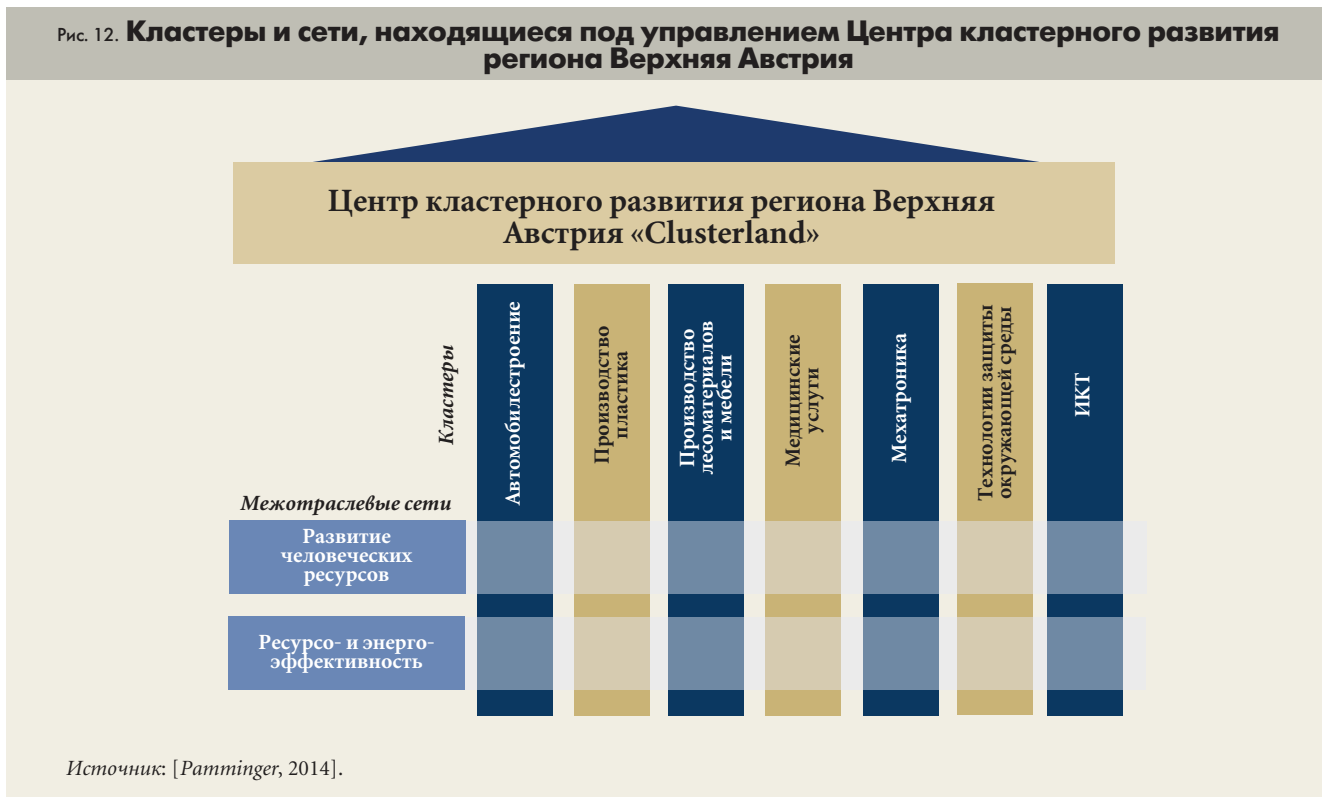 Рис. 12. Кластеры и сети, находящиеся под управлением Центра кластерного развития
региона Верхняя Австрия
Центр кластерного развития региона Верхняя
Австрия «Clusterland»
Кластеры
Автомобилестроение
Производство
пластика
Производство
лесоматериалов
и мебели
Медицинские
услуги
Мехатроника
Технологии защиты
окружающей среды
ИКТ
Межотраслевые сети
Развитие
человеческих
ресурсов
Ресурсо- и энерго-
эффективность
Источник: [Pamminger, 2014].